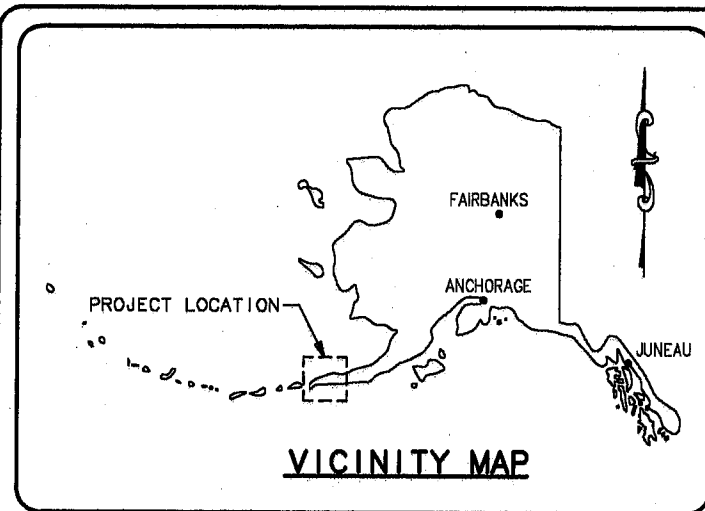 FAIRBANKS
ANCHORAGE
PROJECT LOCATION
JUNEAU
VICINITY MAP